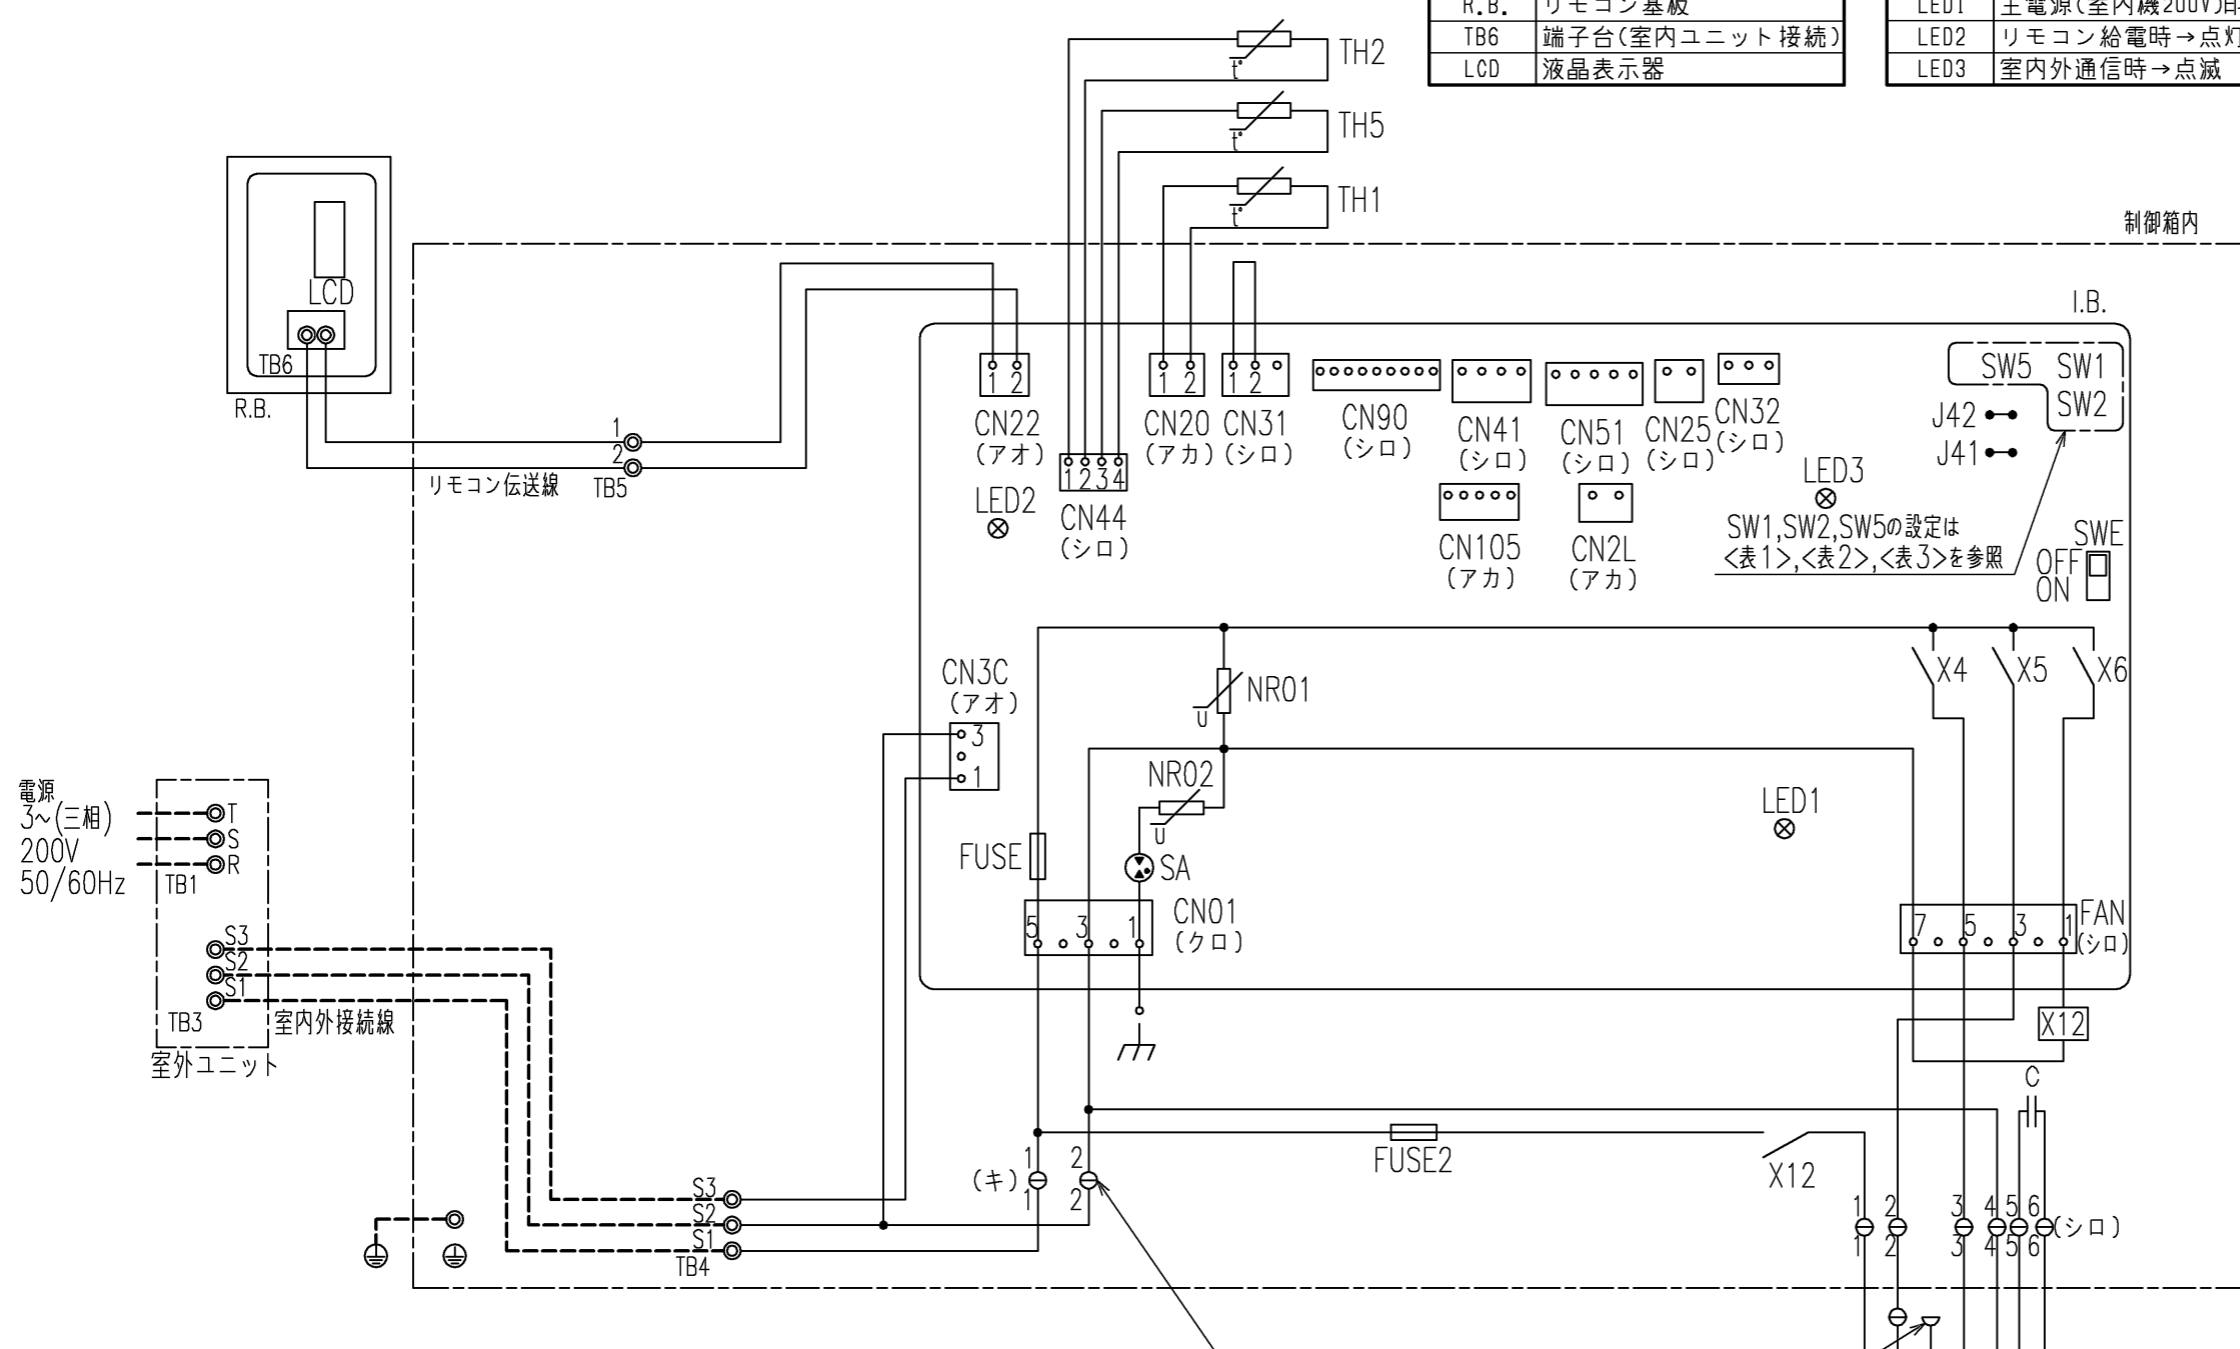 R.B. リモコン基板
TB6 端子台(室内ユニット接続)
LCD 液晶表示器
LED1 主電源(室内機200V)
LED2 リモコン給電時→点灯
LED3 室内外通信時→点滅
TH2
t°
TH5
t°
TH1
t°
制御箱内
I.B.
LCD
TB6
R.B.
1
2
リモコン伝送線 TB5
1 2
CN22
(アオ)
LED2
1234
CN44
(シロ)
1 2
CN20
(アカ)
1 2
CN31
(シロ)
CN90
(シロ)
CN41
(シロ)
CN51
(シロ)
CN25
(シロ)
CN32
(シロ)
CN105
(アカ)
CN2L
(アカ)
SW5 SW1
SW2
J42
J41
LED3
SW1,SW2,SW5の設定は
<表1>,<表2>,<表3>を参照
SWE
OFF
ON
CN3C
(アオ)
3
1
NR01
U
NR02
U
X4 X5 X6
LED1
FUSE
SA
5 3 1
CN01
(クロ)
7 5 3 1
FAN
(シロ)
X12
電源
3~(三相)
200V
50/60Hz
T
S
R
TB1
S3
S2
S1
TB3
室内外接続線
室外ユニット
C
FUSE2
X12
(キ)
1 2
1 2
S3
S2
S1
TB4
1 2 3 4 5 6
(シロ)
1 2 3 4 5 6